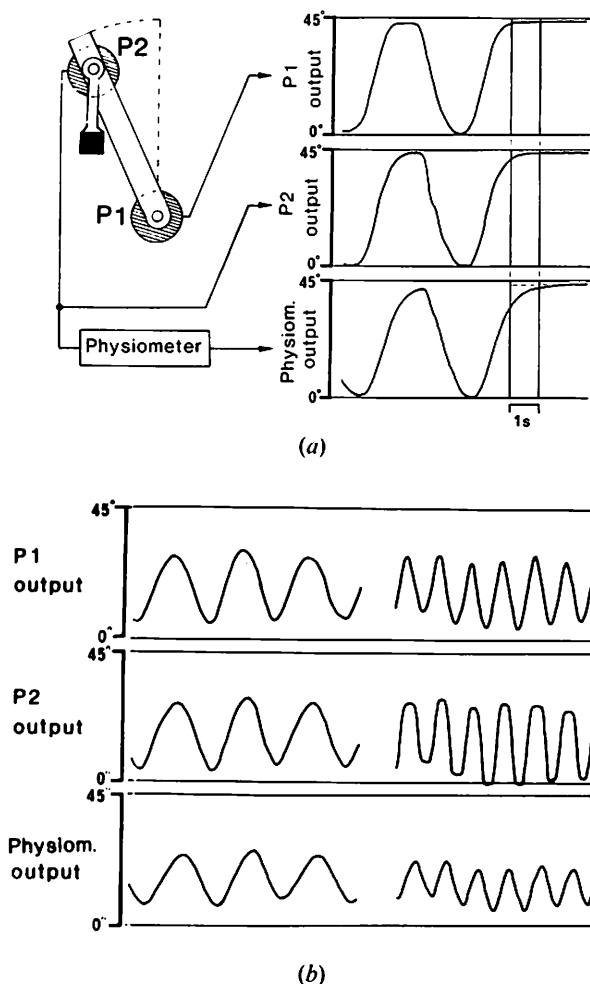 P2
P1
Physiometer
45°
P1
output
0°
45°
P2
output
0°
45°
Physiom.
output
0°
1s
(a)
45°
P1
output
0°
45°
P2
output
0°
45°
Physiom.
output
0°
(b)